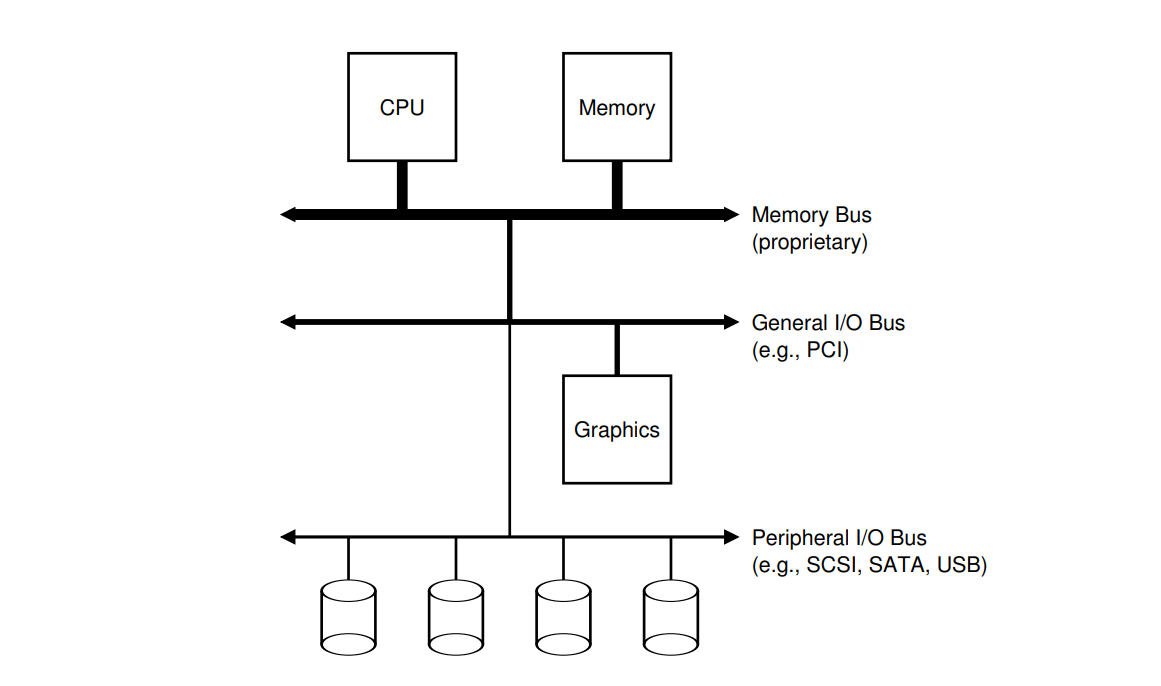 CPU
Memory
Memory Bus
(proprietary)
General I/O Bus
(e.g., PCI)
Graphics
Peripheral I/O Bus
(e.g., SCSI, SATA, USB)